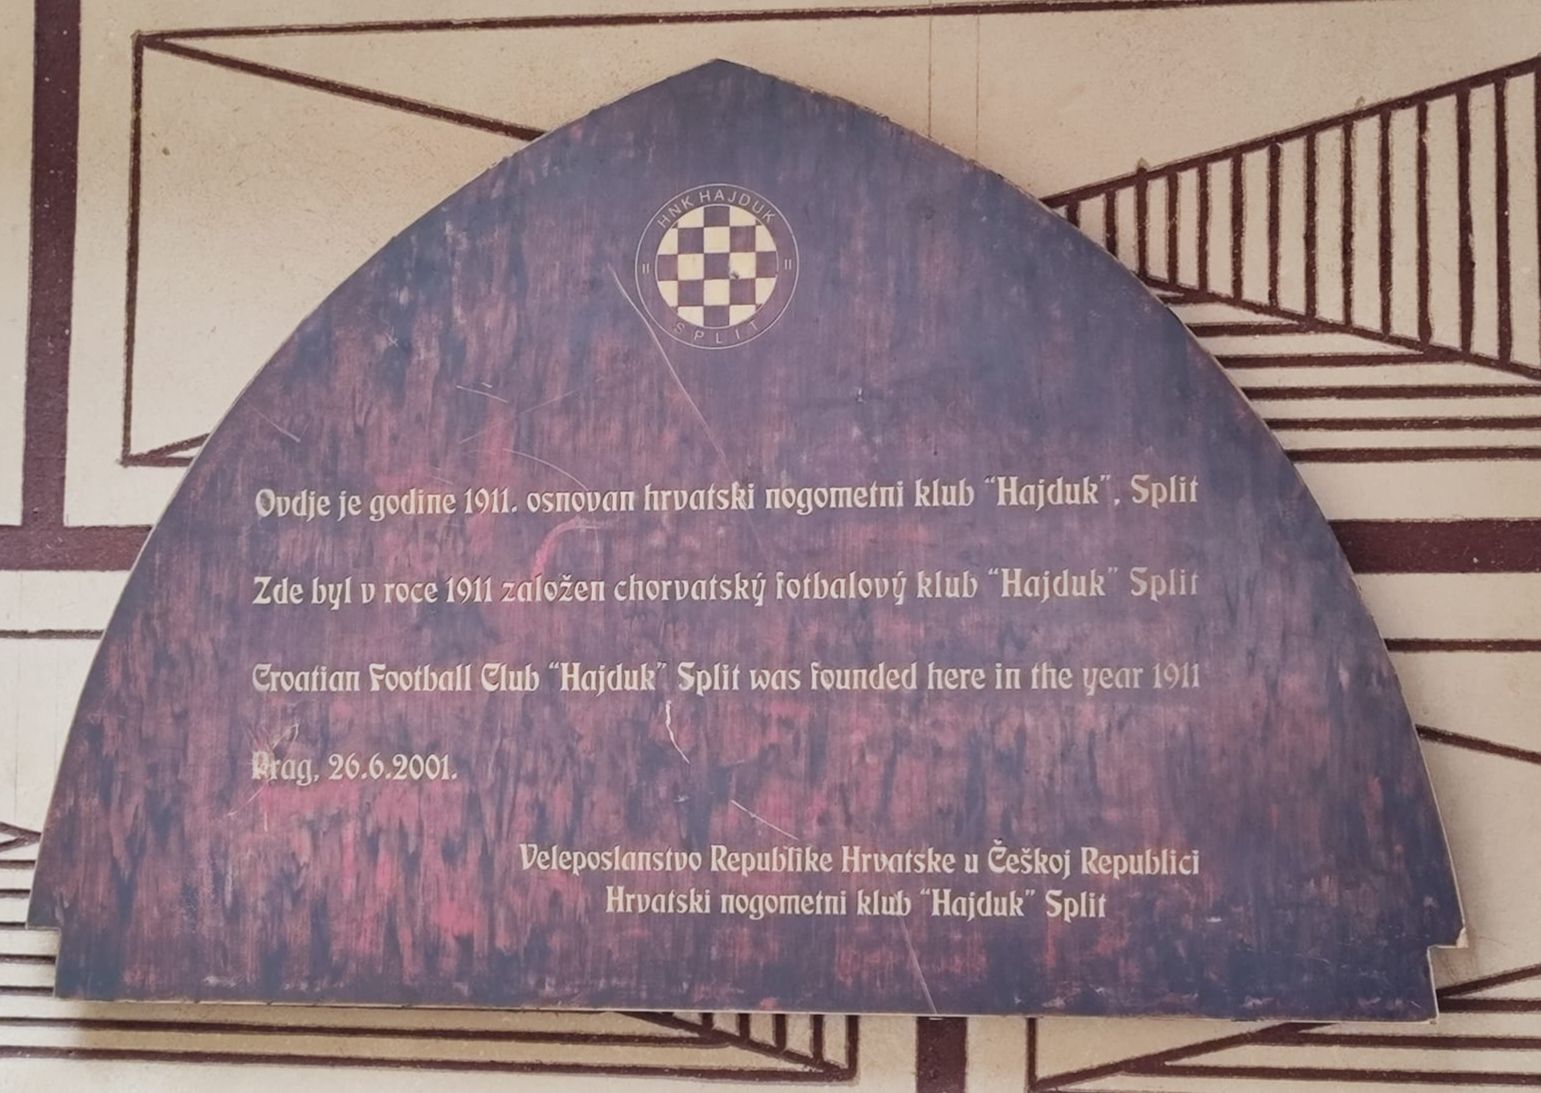 HNK HAJDUK
SPLIT
Ovdje je godine 1911. osnovan hrvatski nogometni klub “Hajduk”, Split
Zde byl v roce 1911 založen chorvatský fotbalový klub “Hajduk” Split
Croatian Football Club “Hajduk” Split was founded here in the year 1911
Prag, 26.6.2001.
Veleposlanstvo Republike Hrvatske u Češkoj Republici
Hrvatski nogometni klub “Hajduk” Split